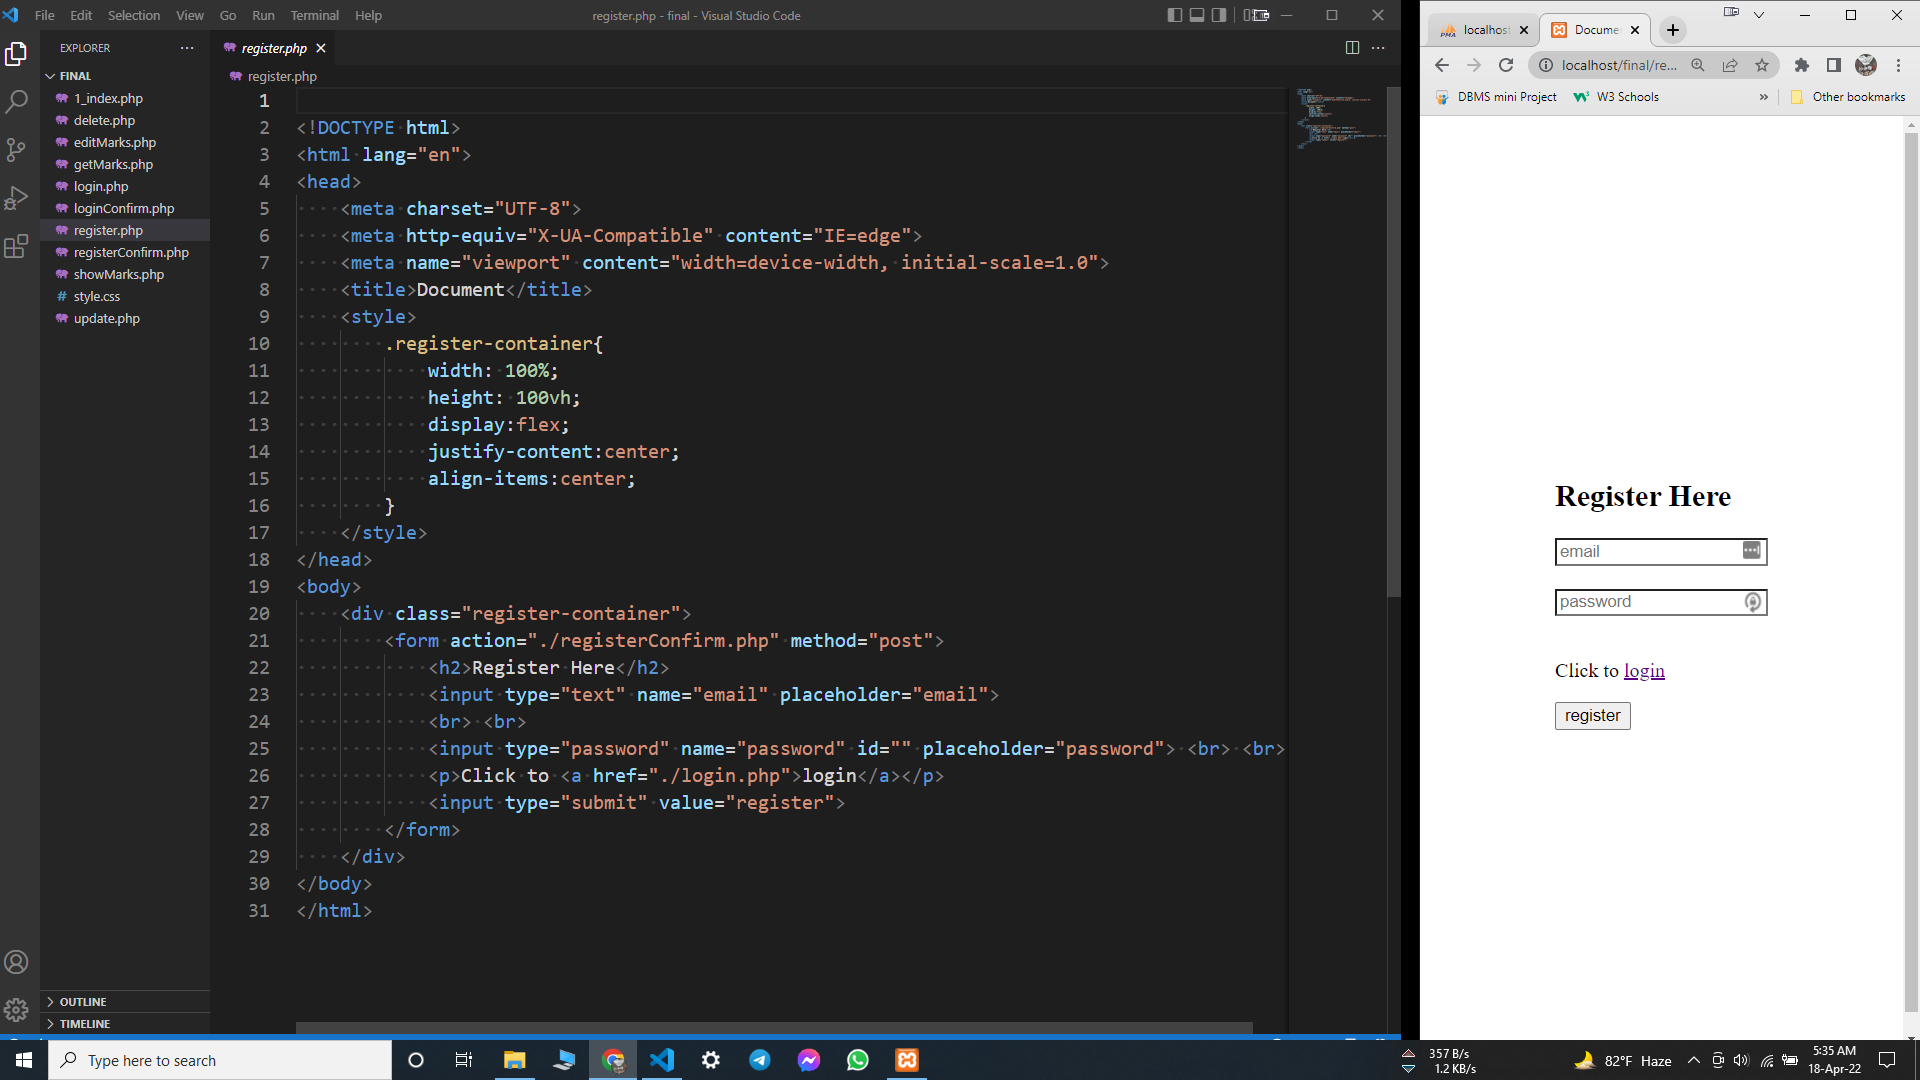 File Edit Selection View Go Run Terminal Help
register.php - final - Visual Studio Code
EXPLORER
FINAL
1_index.php
delete.php
editMarks.php
getMarks.php
login.php
loginConfirm.php
register.php
registerConfirm.php
showMarks.php
# style.css
update.php
OUTLINE
TIMELINE
register.php
register.php
1
2 <!DOCTYPE html>
3 <html lang="en">
4 <head>
5 <meta charset="UTF-8">
6 <meta http-equiv="X-UA-Compatible" content="IE=edge">
7 <meta name="viewport" content="width=device-width, initial-scale=1.0">
8 <title>Document</title>
9 <style>
10 .register-container{
11 width: 100%;
12 height: 100vh;
13 display:flex;
14 justify-content:center;
15 align-items:center;
16 }
17 </style>
18 </head>
19 <body>
20 <div class="register-container">
21 <form action="./registerConfirm.php" method="post">
22 <h2>Register Here</h2>
23 <input type="text" name="email" placeholder="email">
24 <br> <br>
25 <input type="password" name="password" id="" placeholder="password"> <br> <br>
26 <p>Click to <a href="./login.php">login</a></p>
27 <input type="submit" value="register">
28 </form>
29 </div>
30 </body>
31 </html>
PMA localhost
Docume
localhost/final/re...
DBMS mini Project W3 Schools » Other bookmarks
Register Here
email
password
Click to login
register
Type here to search
357 B/s
1.2 KB/s
82°F Haze
5:35 AM
18-Apr-22